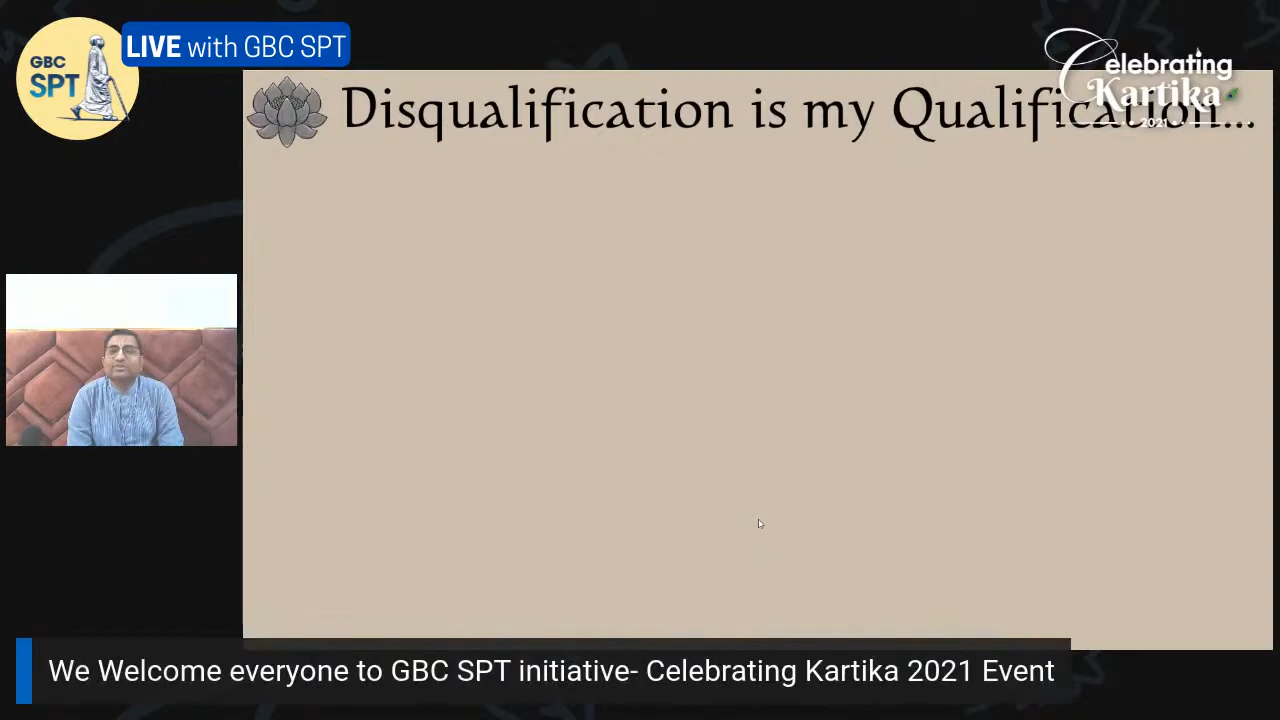 GBC
SPT
LIVE with GBC SPT
Celebrating
Kartika
2021
Disqualification is my Qualification...
We Welcome everyone to GBC SPT initiative- Celebrating Kartika 2021 Event